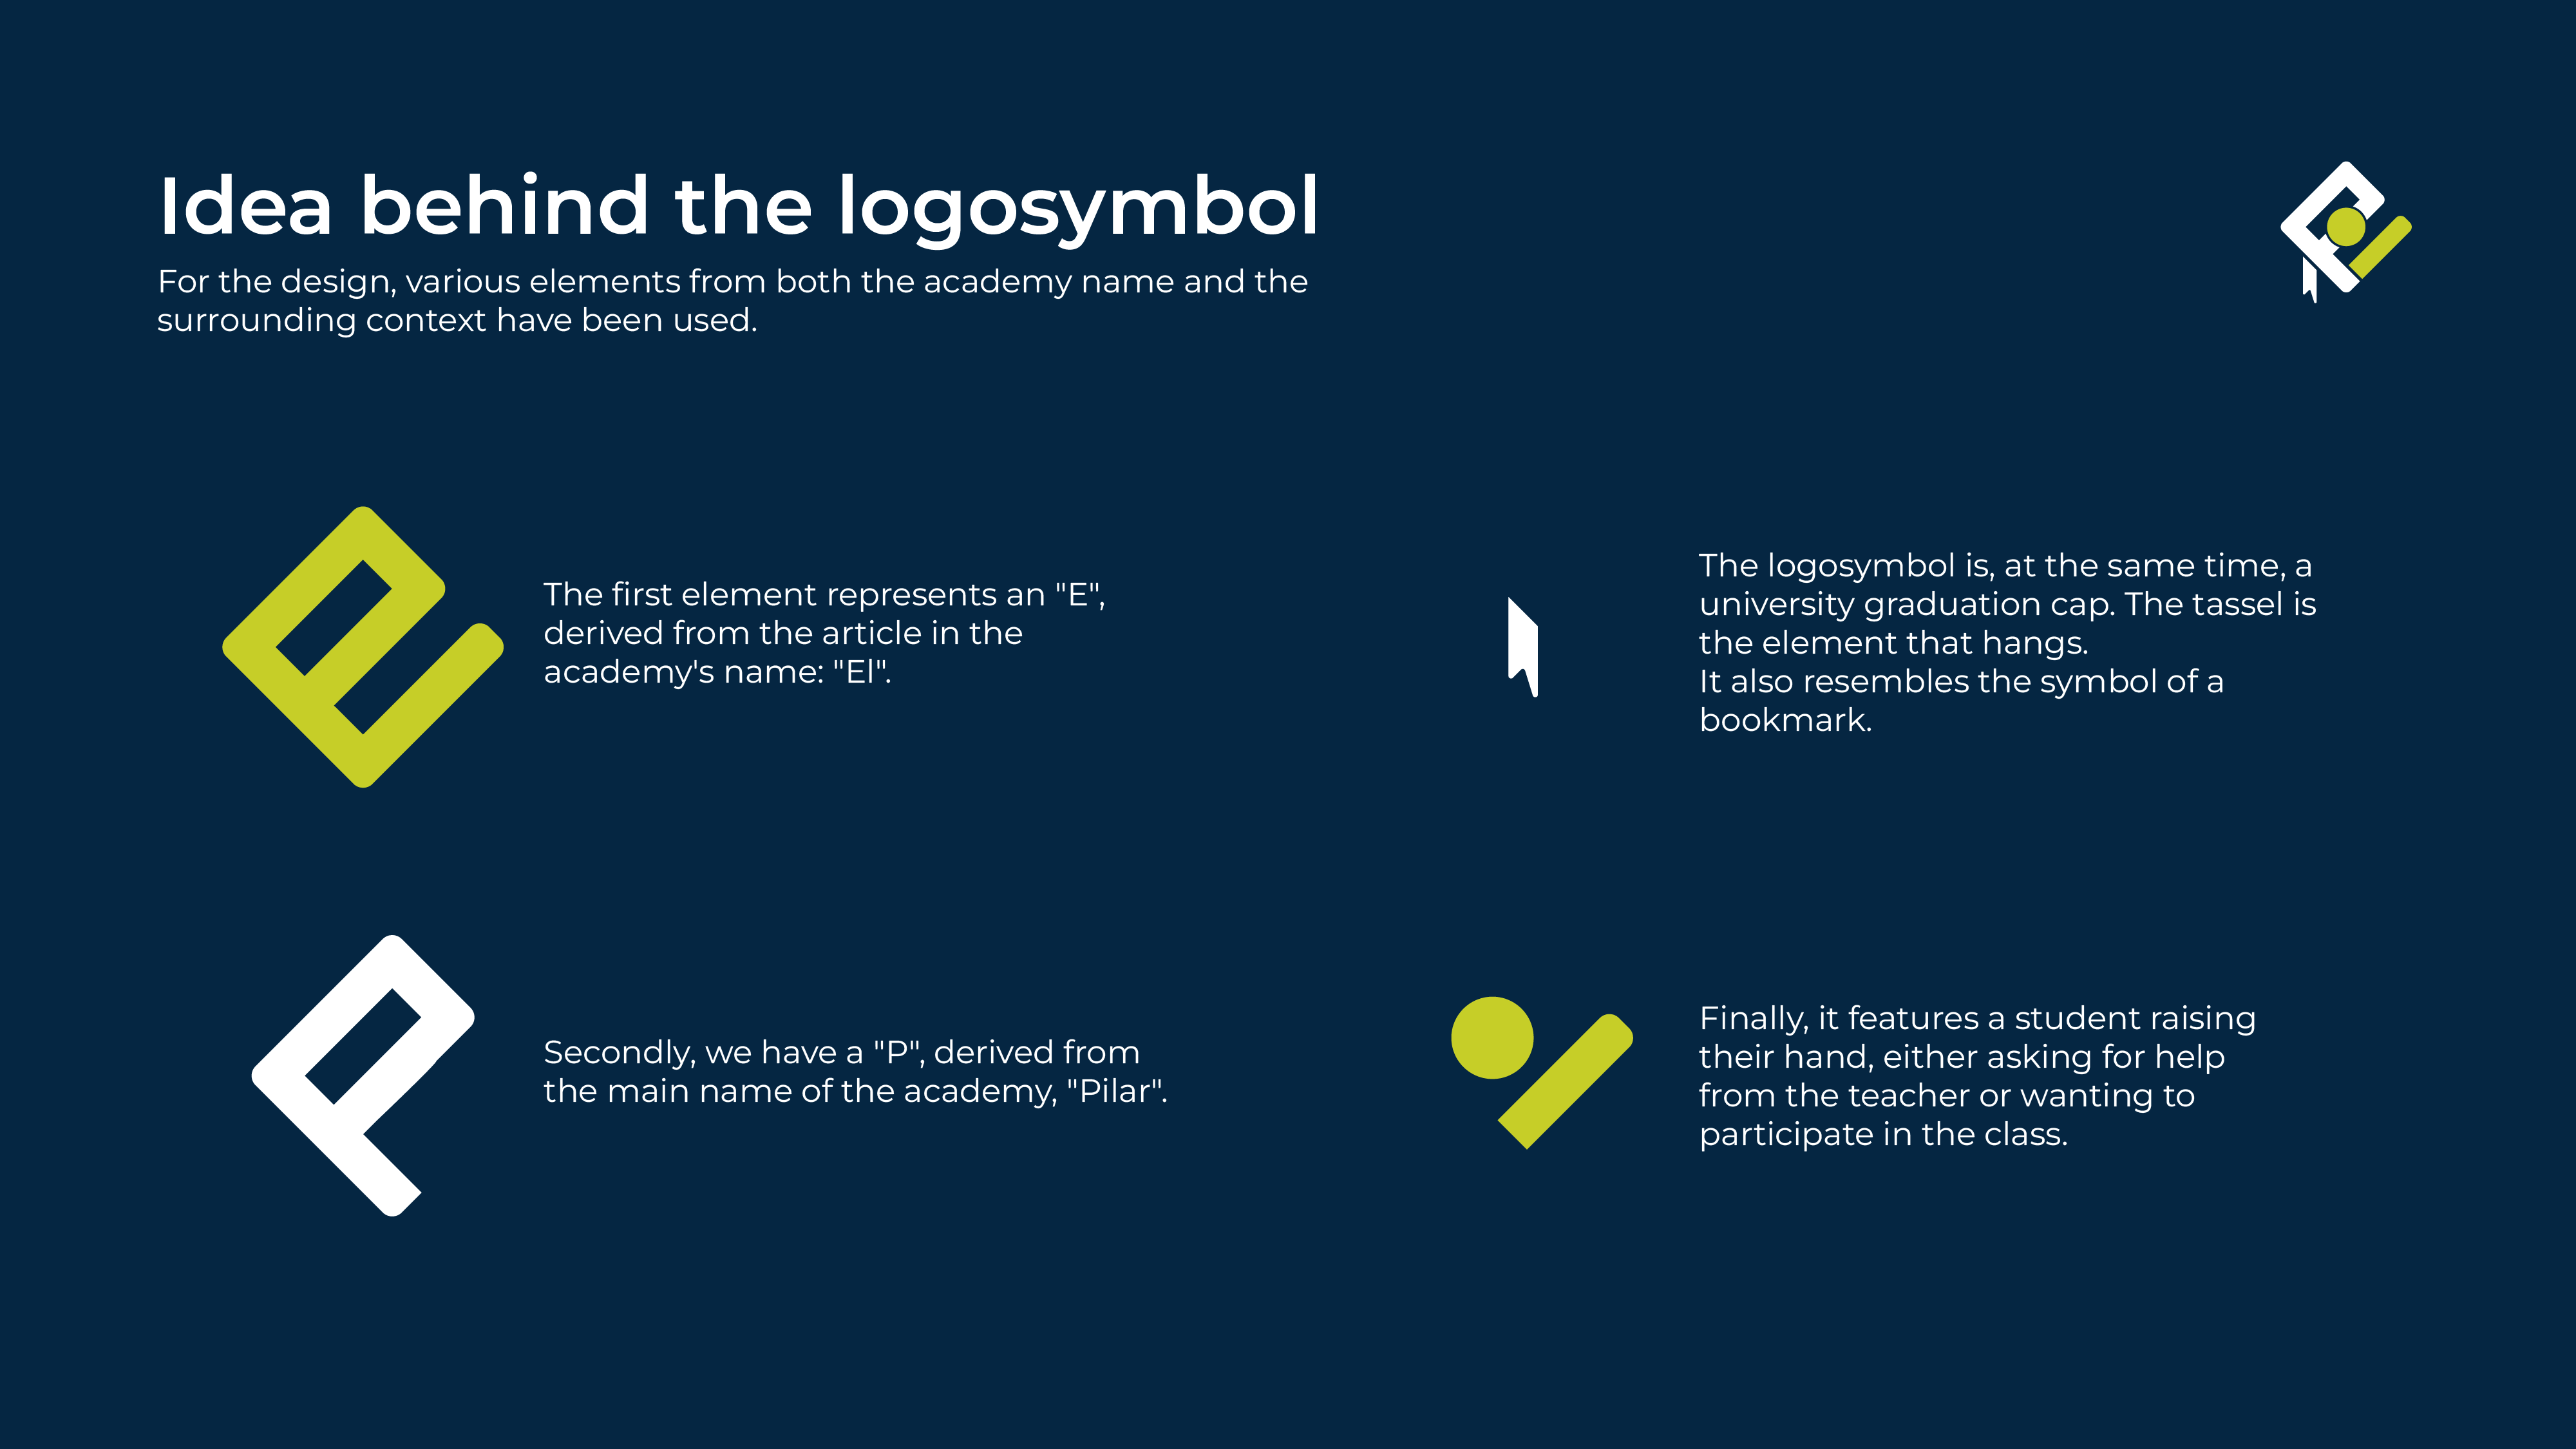 Idea behind the logosymbol
For the design, various elements from both the academy name and the
surrounding context have been used.
The first element represents an "E",
derived from the article in the
academy's name: "El".
Secondly, we have a "P", derived from
the main name of the academy, "Pilar".
The logosymbol is, at the same time, a
university graduation cap. The tassel is
the element that hangs.
It also resembles the symbol of a
bookmark.
Finally, it features a student raising
their hand, either asking for help
from the teacher or wanting to
participate in the class.